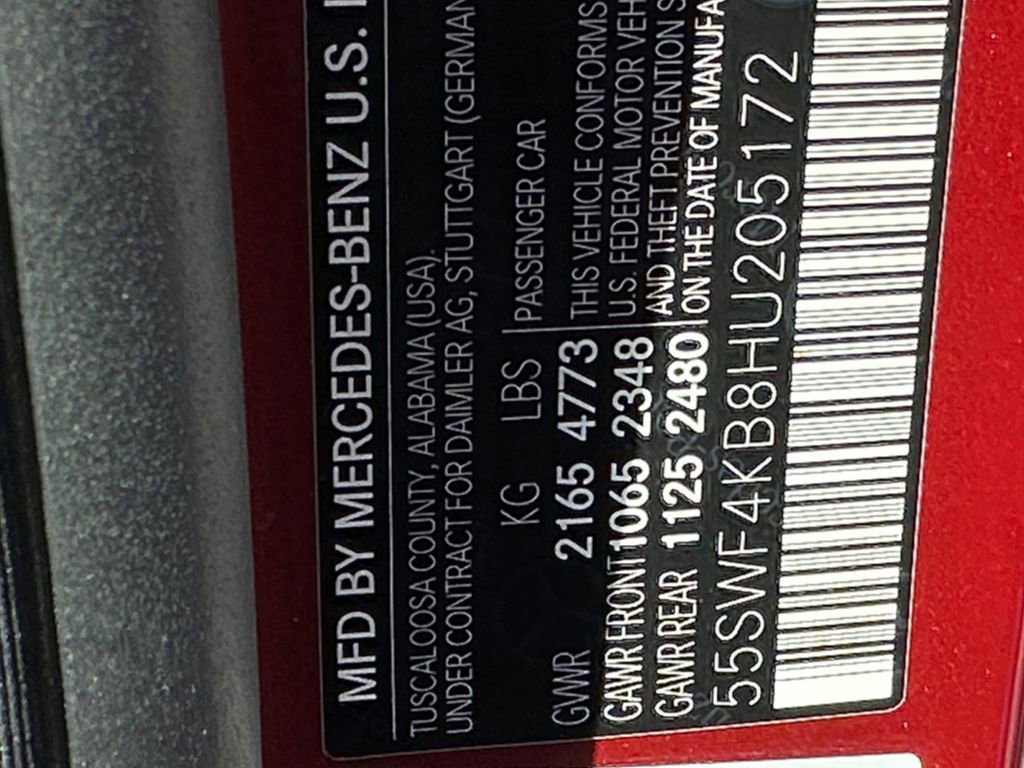 MFD BY MERCEDES-BENZ U.S.
TUSCALOOSA COUNTY, ALABAMA (USA).
UNDER CONTRACT FOR DAIMLER AG, STUTTGART (GERMAN
KG LBS PASSENGER CAR
GVWR 2165 4773 THIS VEHICLE CONFORMS
GAWR FRONT 1065 2348 U.S. FEDERAL MOTOR VEH
GAWR REAR 1125 2480 AND THEFT PREVENTION S
ON THE DATE OF MANUFA
55SWF4KB8HU205172